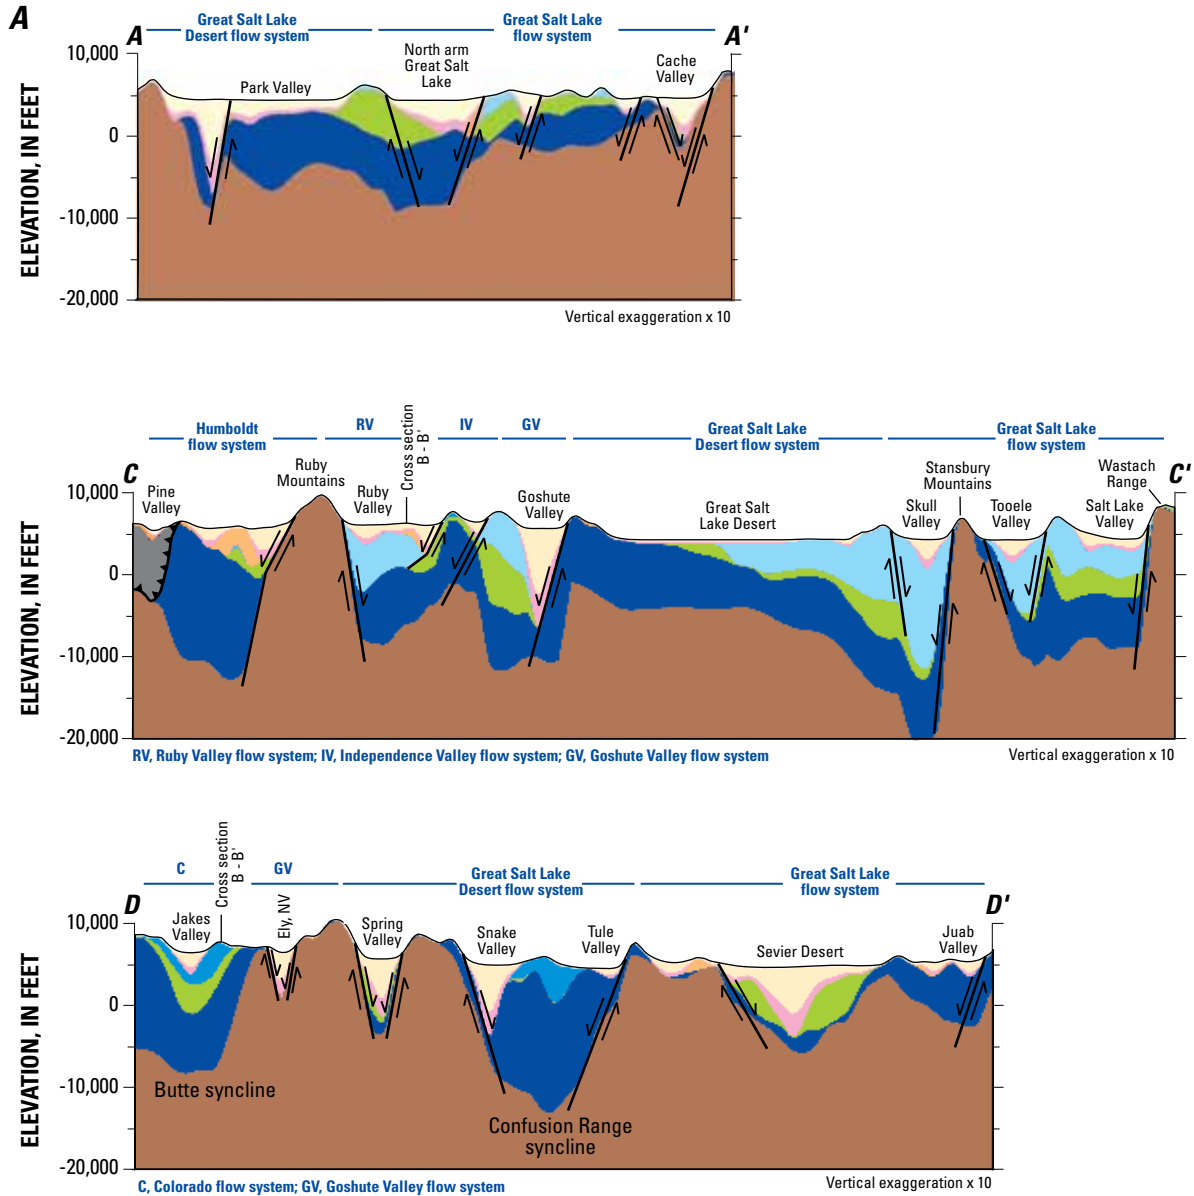 A
Great Salt Lake
Desert flow system
Great Salt Lake
flow system
A
A'
North arm
Great Salt
Lake
Cache
Valley
Park Valley
ELEVATION, IN FEET
10,000
0
-10,000
-20,000
Vertical exaggeration x 10
Humboldt
flow system
RV
Cross section
B - B'
IV
GV
Great Salt Lake
Desert flow system
Great Salt Lake
flow system
C
C'
Pine
Valley
Ruby
Mountains
Ruby
Valley
Goshute
Valley
Great Salt
Lake Desert
Skull
Valley
Stansbury
Mountains
Tooele
Valley
Salt Lake
Valley
Wastach
Range
ELEVATION, IN FEET
10,000
0
-10,000
-20,000
RV, Ruby Valley flow system; IV, Independence Valley flow system; GV, Goshute Valley flow system
Vertical exaggeration x 10
C
Cross section
B - B'
GV
Great Salt Lake
Desert flow system
Great Salt Lake
flow system
D
D'
Jakes
Valley
Ely, NV
Spring
Valley
Snake
Valley
Tule
Valley
Sevier Desert
Juab
Valley
ELEVATION, IN FEET
10,000
0
-10,000
-20,000
Butte syncline
Confusion Range
syncline
C, Colorado flow system; GV, Goshute Valley flow system
Vertical exaggeration x 10